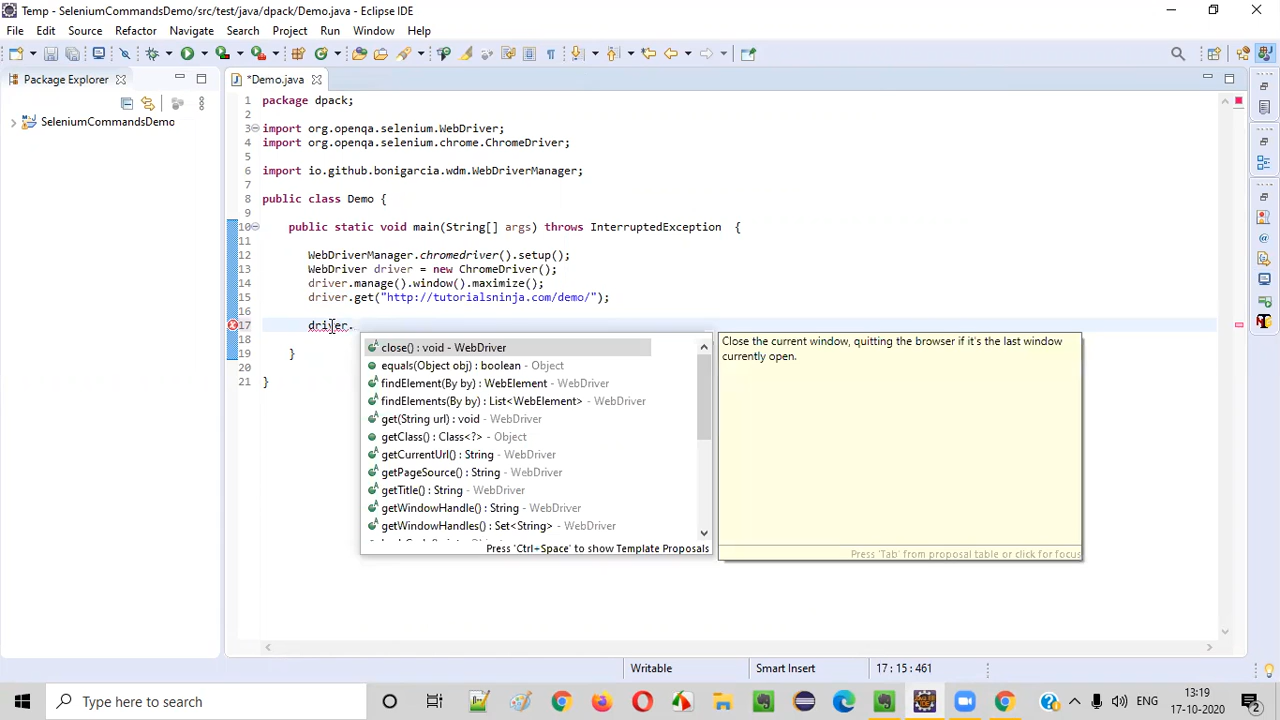 Temp - SeleniumCommandsDemo/src/test/java/dpack/Demo.java - Eclipse IDE
File Edit Source Refactor Navigate Search Project Run Window Help
Package Explorer
*Demo.java
SeleniumCommandsDemo
1 package dpack;
2
3 import org.openqa.selenium.WebDriver;
4 import org.openqa.selenium.chrome.ChromeDriver;
5
6 import io.github.bonigarcia.wdm.WebDriverManager;
7
8 public class Demo {
9
10 public static void main(String[] args) throws InterruptedException {
11
12 WebDriverManager.chromedriver().setup();
13 WebDriver driver = new ChromeDriver();
14 driver.manage().window().maximize();
15 driver.get("http://tutorialsninja.com/demo/");
16
17 driver.
18
19 }
20
21 }
close() : void - WebDriver
equals(Object obj) : boolean - Object
findElement(By by) : WebElement - WebDriver
findElements(By by) : List<WebElement> - WebDriver
get(String url) : void - WebDriver
getClass() : Class<?> - Object
getCurrentUrl() : String - WebDriver
getPageSource() : String - WebDriver
getTitle() : String - WebDriver
getWindowHandle() : String - WebDriver
getWindowHandles() : Set<String> - WebDriver
Press 'Ctrl+Space' to show Template Proposals
Close the current window, quitting the browser if it's the last window
currently open.
Press 'Tab' from proposal table or click for focus
Writable
Smart Insert
17 : 15 : 461
Type here to search
ENG
13:19
17-10-2020
2